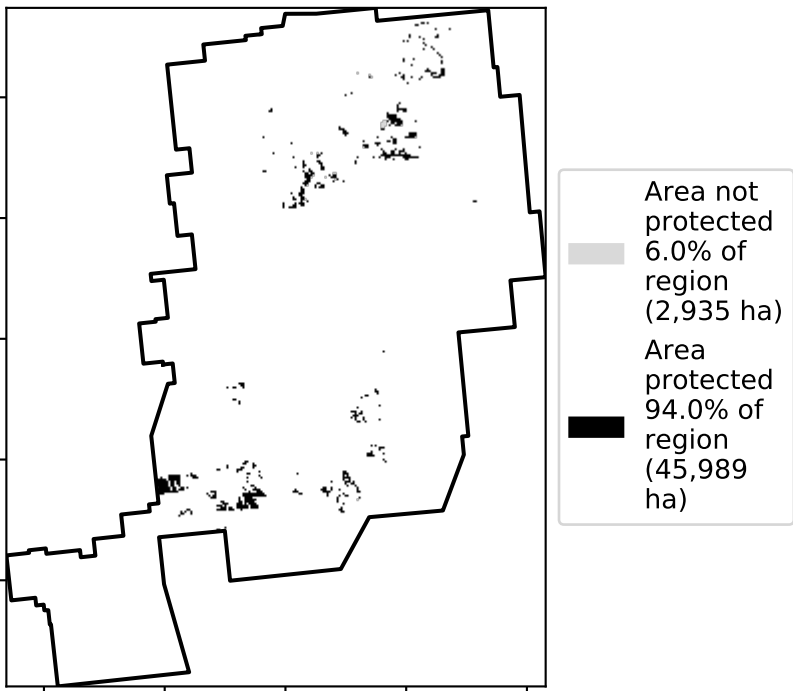 Area not
protected
6.0% of
region
(2,935 ha)
Area
protected
94.0% of
region
(45,989
ha)